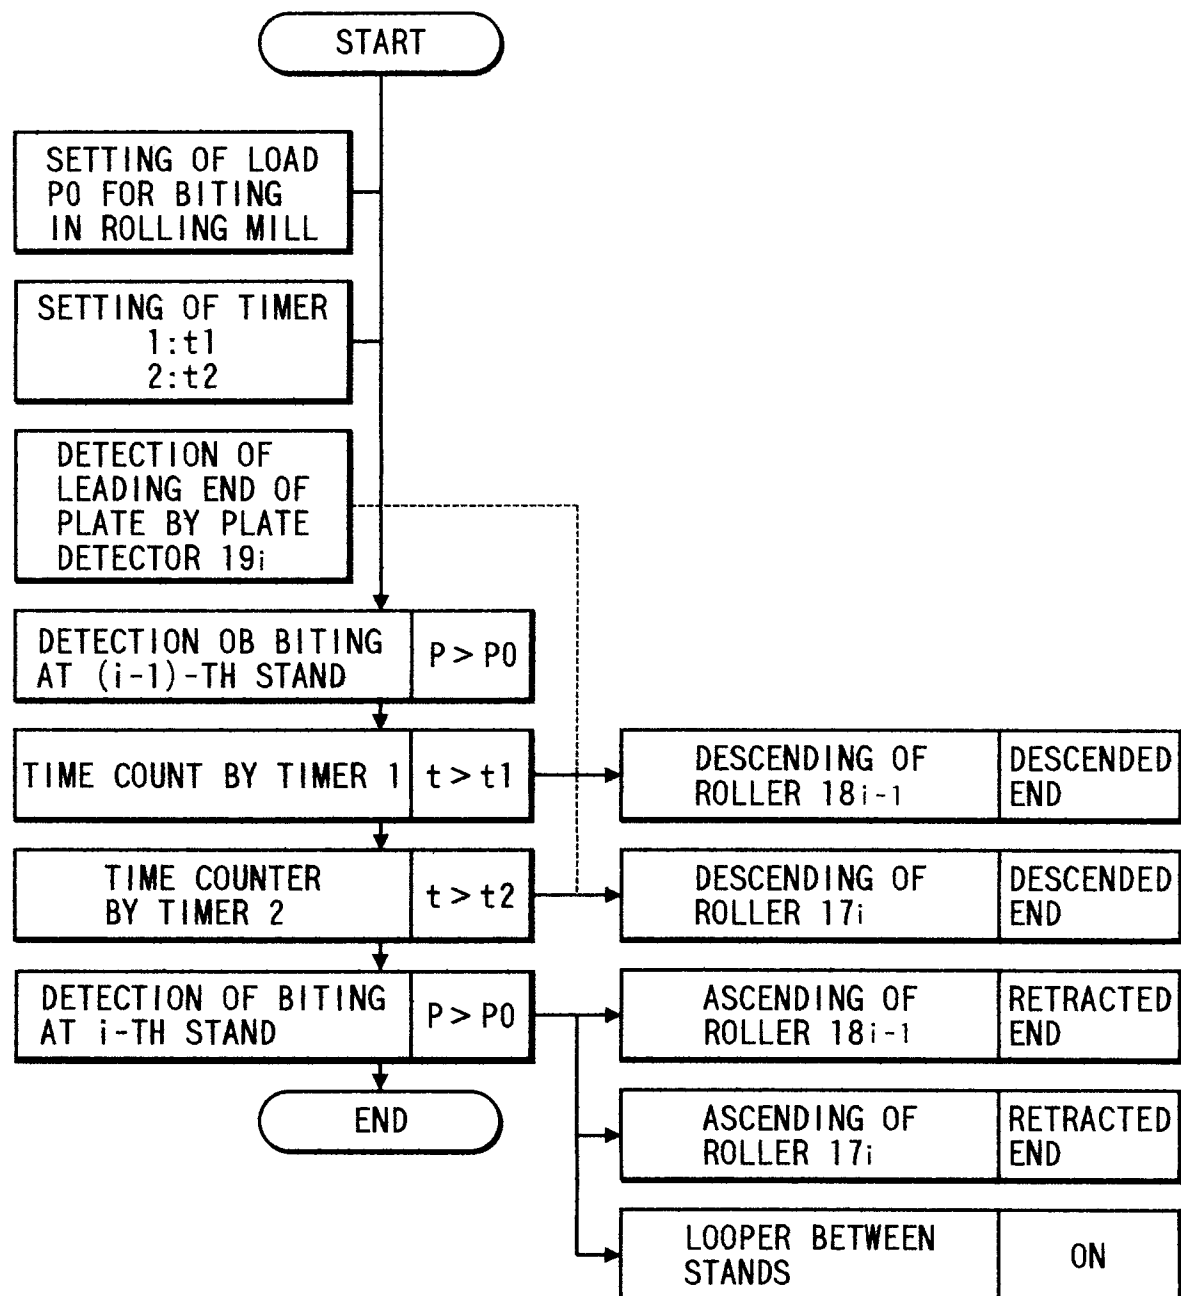 START
SETTING OF LOAD
P0 FOR BITING
IN ROLLING MILL
SETTING OF TIMER
1:t1
2:t2
DETECTION OF
LEADING END OF
PLATE BY PLATE
DETECTOR 19i
DETECTION OB BITING
AT (i-1)-TH STAND
P > P0
TIME COUNT BY TIMER 1
t > t1
DESCENDING OF
ROLLER 18i-1
DESCENDED
END
TIME COUNTER
BY TIMER 2
t > t2
DESCENDING OF
ROLLER 17i
DESCENDED
END
DETECTION OF BITING
AT i-TH STAND
P > P0
ASCENDING OF
ROLLER 18i-1
RETRACTED
END
END
ASCENDING OF
ROLLER 17i
RETRACTED
END
LOOPER BETWEEN
STANDS
ON